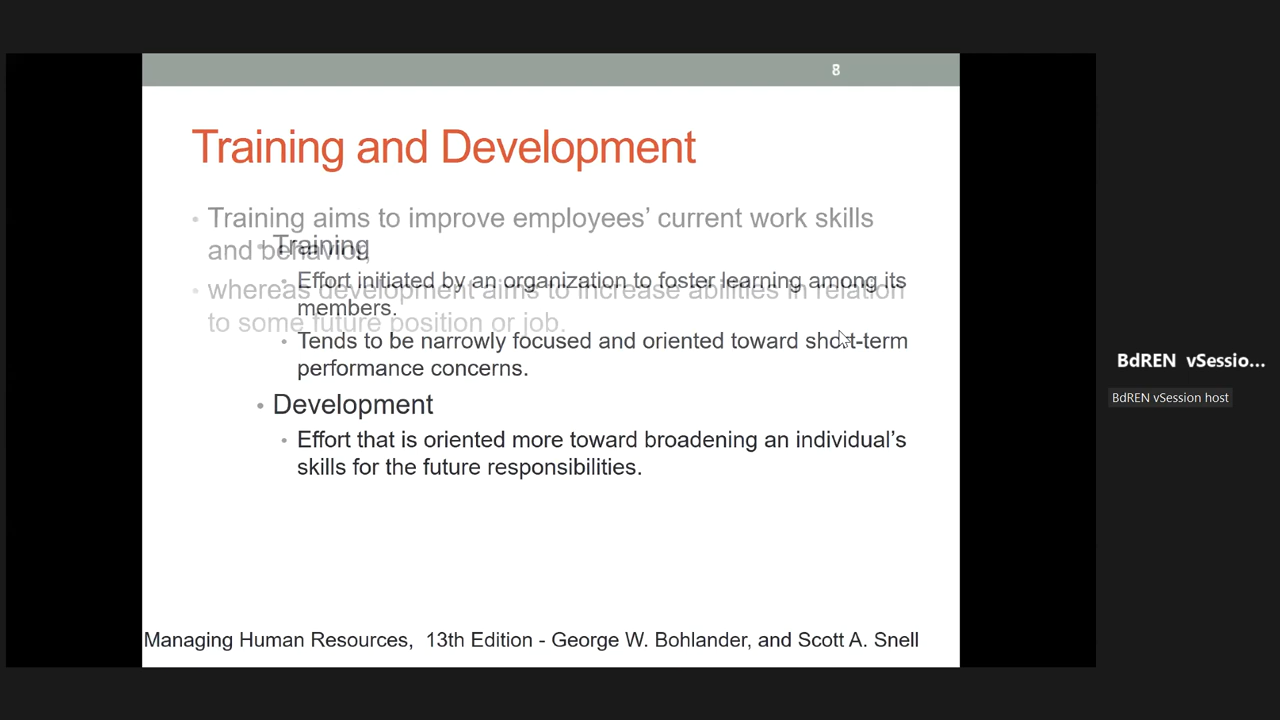 8
Training and Development
• Training aims to improve employees’ current work skills
and behavior,
• Training
• Effort initiated by an organization to foster learning among its
• whereas development aims to increase abilities in relation
members.
to some future position or job.
• Tends to be narrowly focused and oriented toward short-term
performance concerns.
• Development
• Effort that is oriented more toward broadening an individual’s
skills for the future responsibilities.
Managing Human Resources, 13th Edition - George W. Bohlander, and Scott A. Snell
BdREN vSessio...
BdREN vSession host